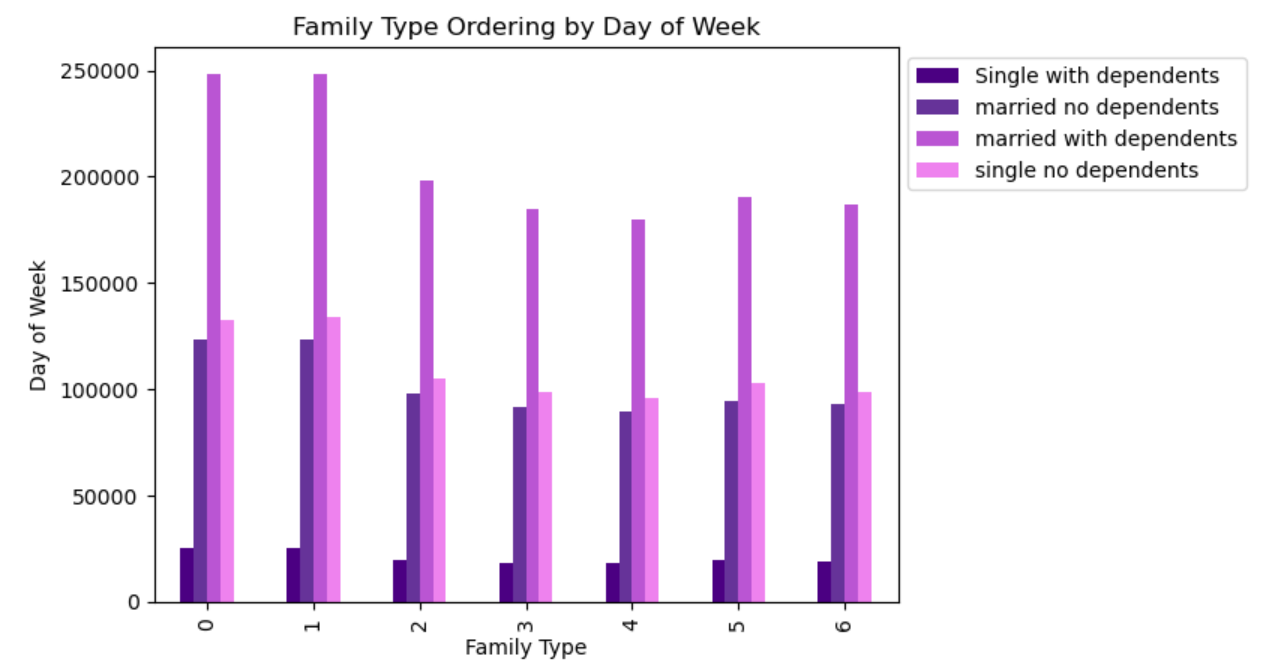 Family Type Ordering by Day of Week
250000
200000
150000
100000
50000
0
Day of Week
0 1 2 3 4 5 6
Family Type
Single with dependents
married no dependents
married with dependents
single no dependents